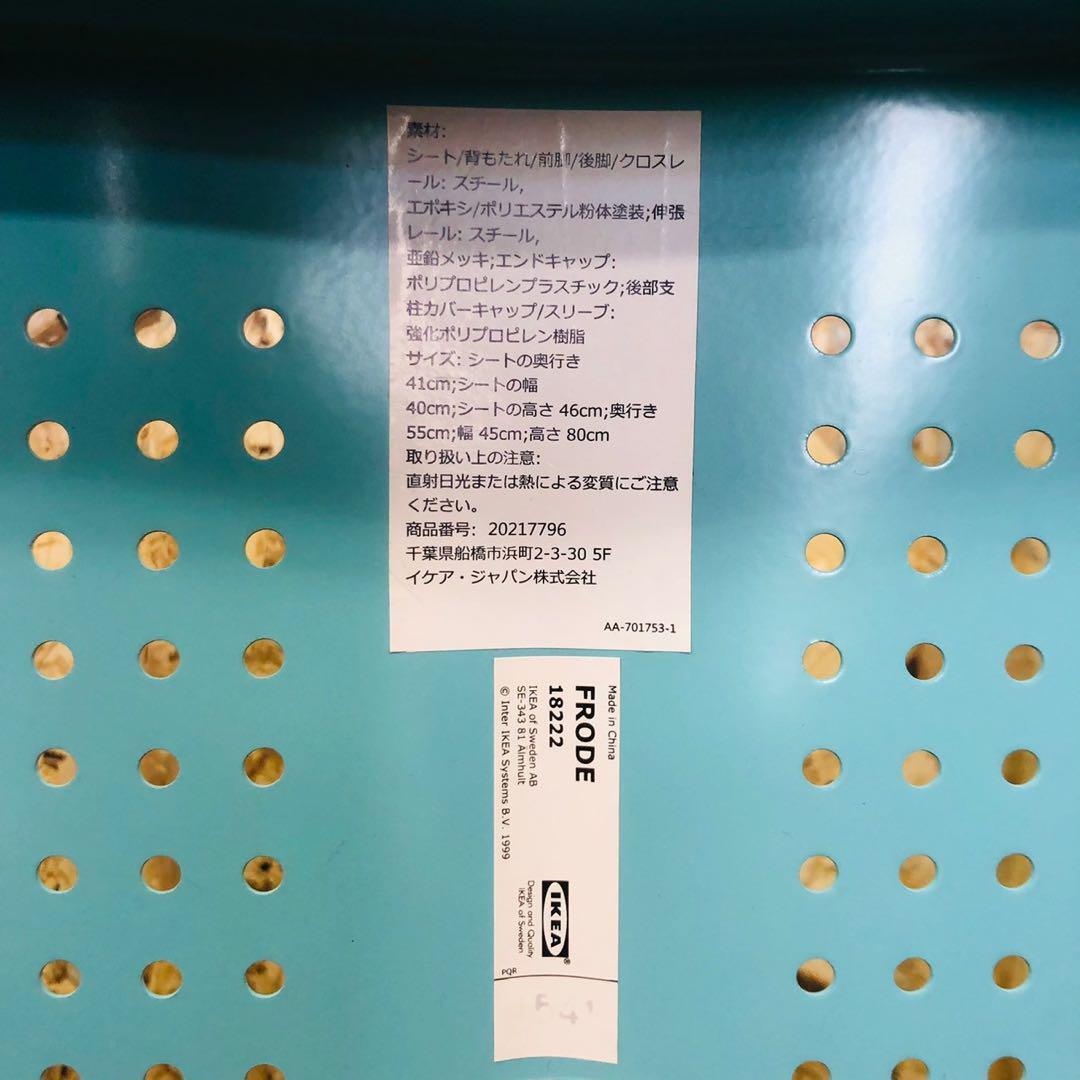 素材:
シート/背もたれ/前脚/後脚/クロスレ
ール: スチール,
エポキシ/ポリエステル粉体塗装;伸張
レール: スチール,
亜鉛メッキ;エンドキャップ:
ポリプロピレンプラスチック;後部支
柱カバーキャップ/スリーブ:
強化ポリプロピレン樹脂
サイズ: シートの奥行き
41cm;シートの幅
40cm;シートの高さ 46cm;奥行き
55cm;幅 45cm;高さ 80cm
取り扱い上の注意:
直射日光または熱による変質にご注意
ください。
商品番号: 20217796
千葉県船橋市浜町2-3-30 5F
イケア・ジャパン株式会社
AA-701753-1
Made in China
FRODE
18222
IKEA of Sweden AB
SE-343 81 Älmhult
© Inter IKEA Systems B.V. 1999
IKEA®
Design and Quality
IKEA of Sweden
PQR